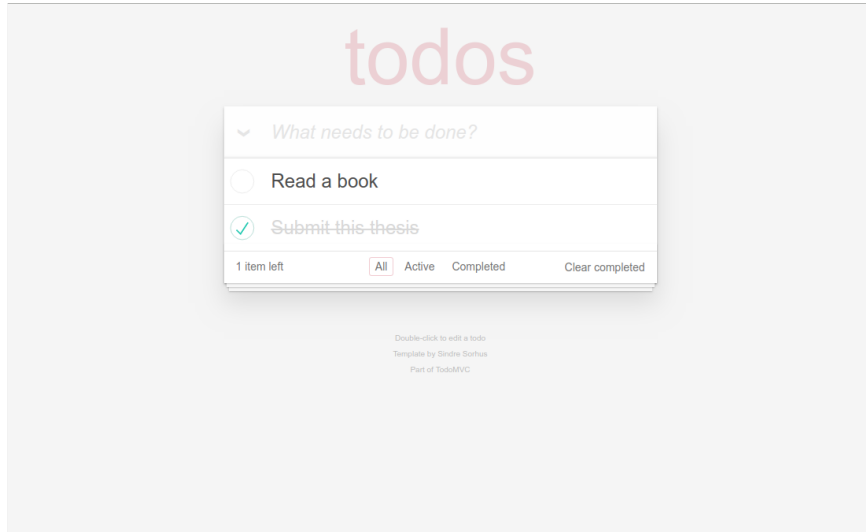 todos
What needs to be done?
Read a book
Submit this thesis
1 item left All Active Completed Clear completed
Double-click to edit a todo
Template by Sindre Sorhus
Part of TodoMVC